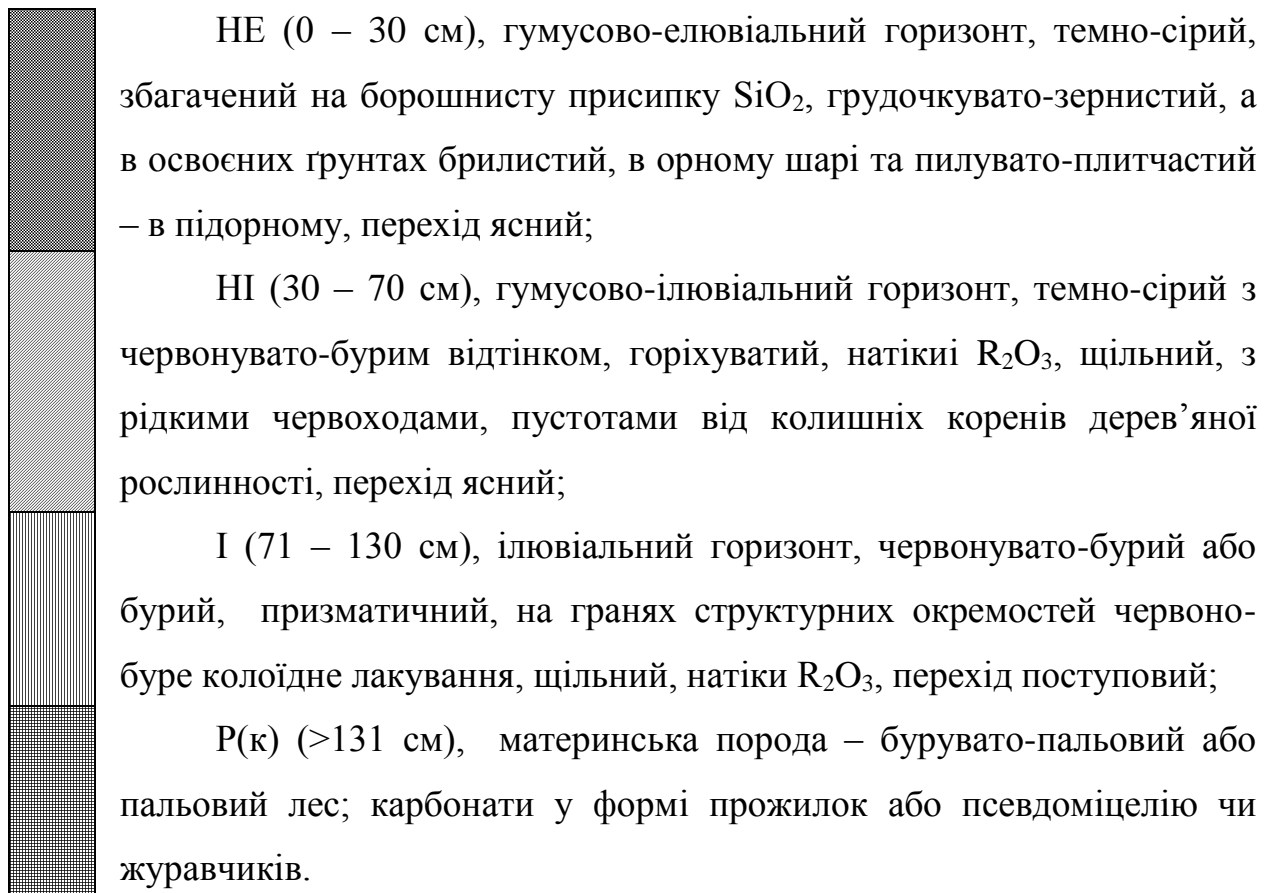 НЕ (0 – 30 см), гумусово-елювіальний горизонт, темно-сірий,
збагачений на борошнисту присипку SiO₂, грудочкувато-зернистий, а
в освоєних ґрунтах брилистий, в орному шарі та пилувато-плитчастий
– в підорному, перехід ясний;
НІ (30 – 70 см), гумусово-ілювіальний горизонт, темно-сірий з
червонувато-бурим відтінком, горіхуватий, натікиі R₂O₃, щільний, з
рідкими червоходами, пустотами від колишніх коренів дерев’яної
рослинності, перехід ясний;
І (71 – 130 см), ілювіальний горизонт, червонувато-бурий або
бурий, призматичний, на гранях структурних окремостей червоно-
буре колоїдне лакування, щільний, натіки R₂O₃, перехід поступовий;
Р(к) (>131 см), материнська порода – бурувато-пальовий або
пальовий лес; карбонати у формі прожилок або псевдоміцелію чи
журавчиків.